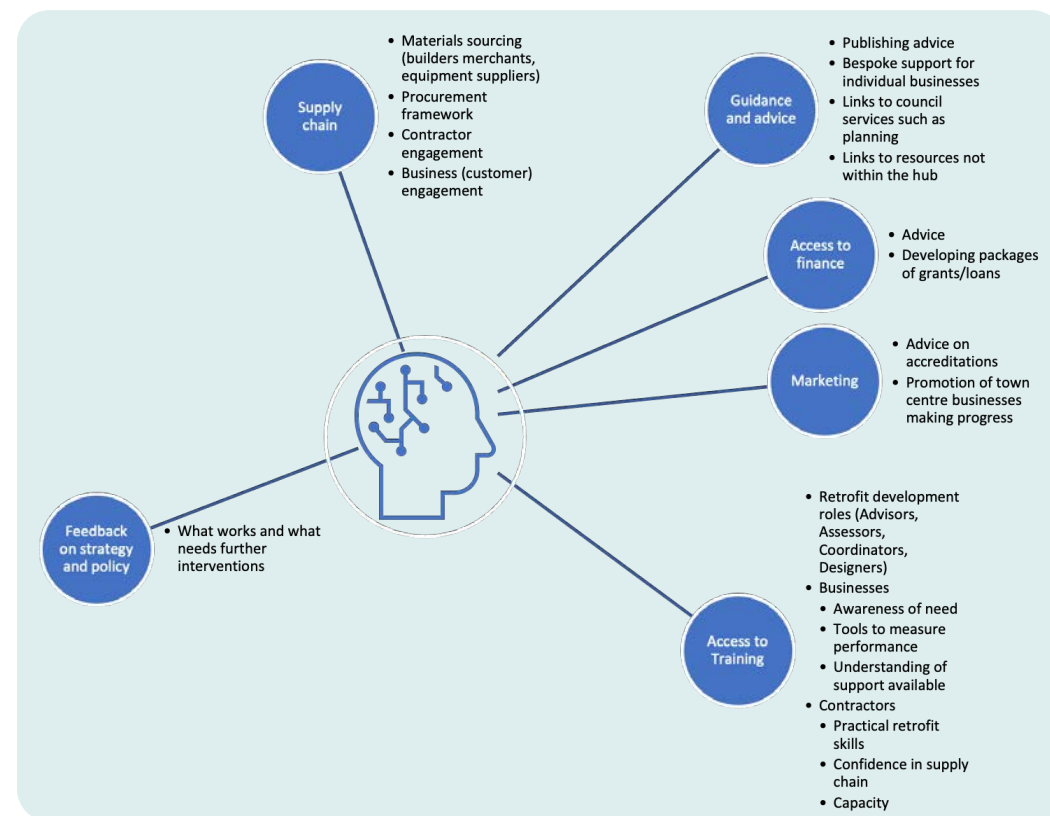 Supply
chain
• Materials sourcing
(builders merchants,
equipment suppliers)
• Procurement
framework
• Contractor
engagement
• Business (customer)
engagement
Guidance
and advice
• Publishing advice
• Bespoke support for
individual businesses
• Links to council
services such as
planning
• Links to resources not
within the hub
Access to
finance
• Advice
• Developing packages
of grants/loans
Marketing
• Advice on
accreditations
• Promotion of town
centre businesses
making progress
Feedback
on strategy
and policy
• What works and what
needs further
interventions
Access to
Training
• Retrofit development
roles (Advisors,
Assessors,
Coordinators,
Designers)
• Businesses
• Awareness of need
• Tools to measure
performance
• Understanding of
support available
• Contractors
• Practical retrofit
skills
• Confidence in supply
chain
• Capacity